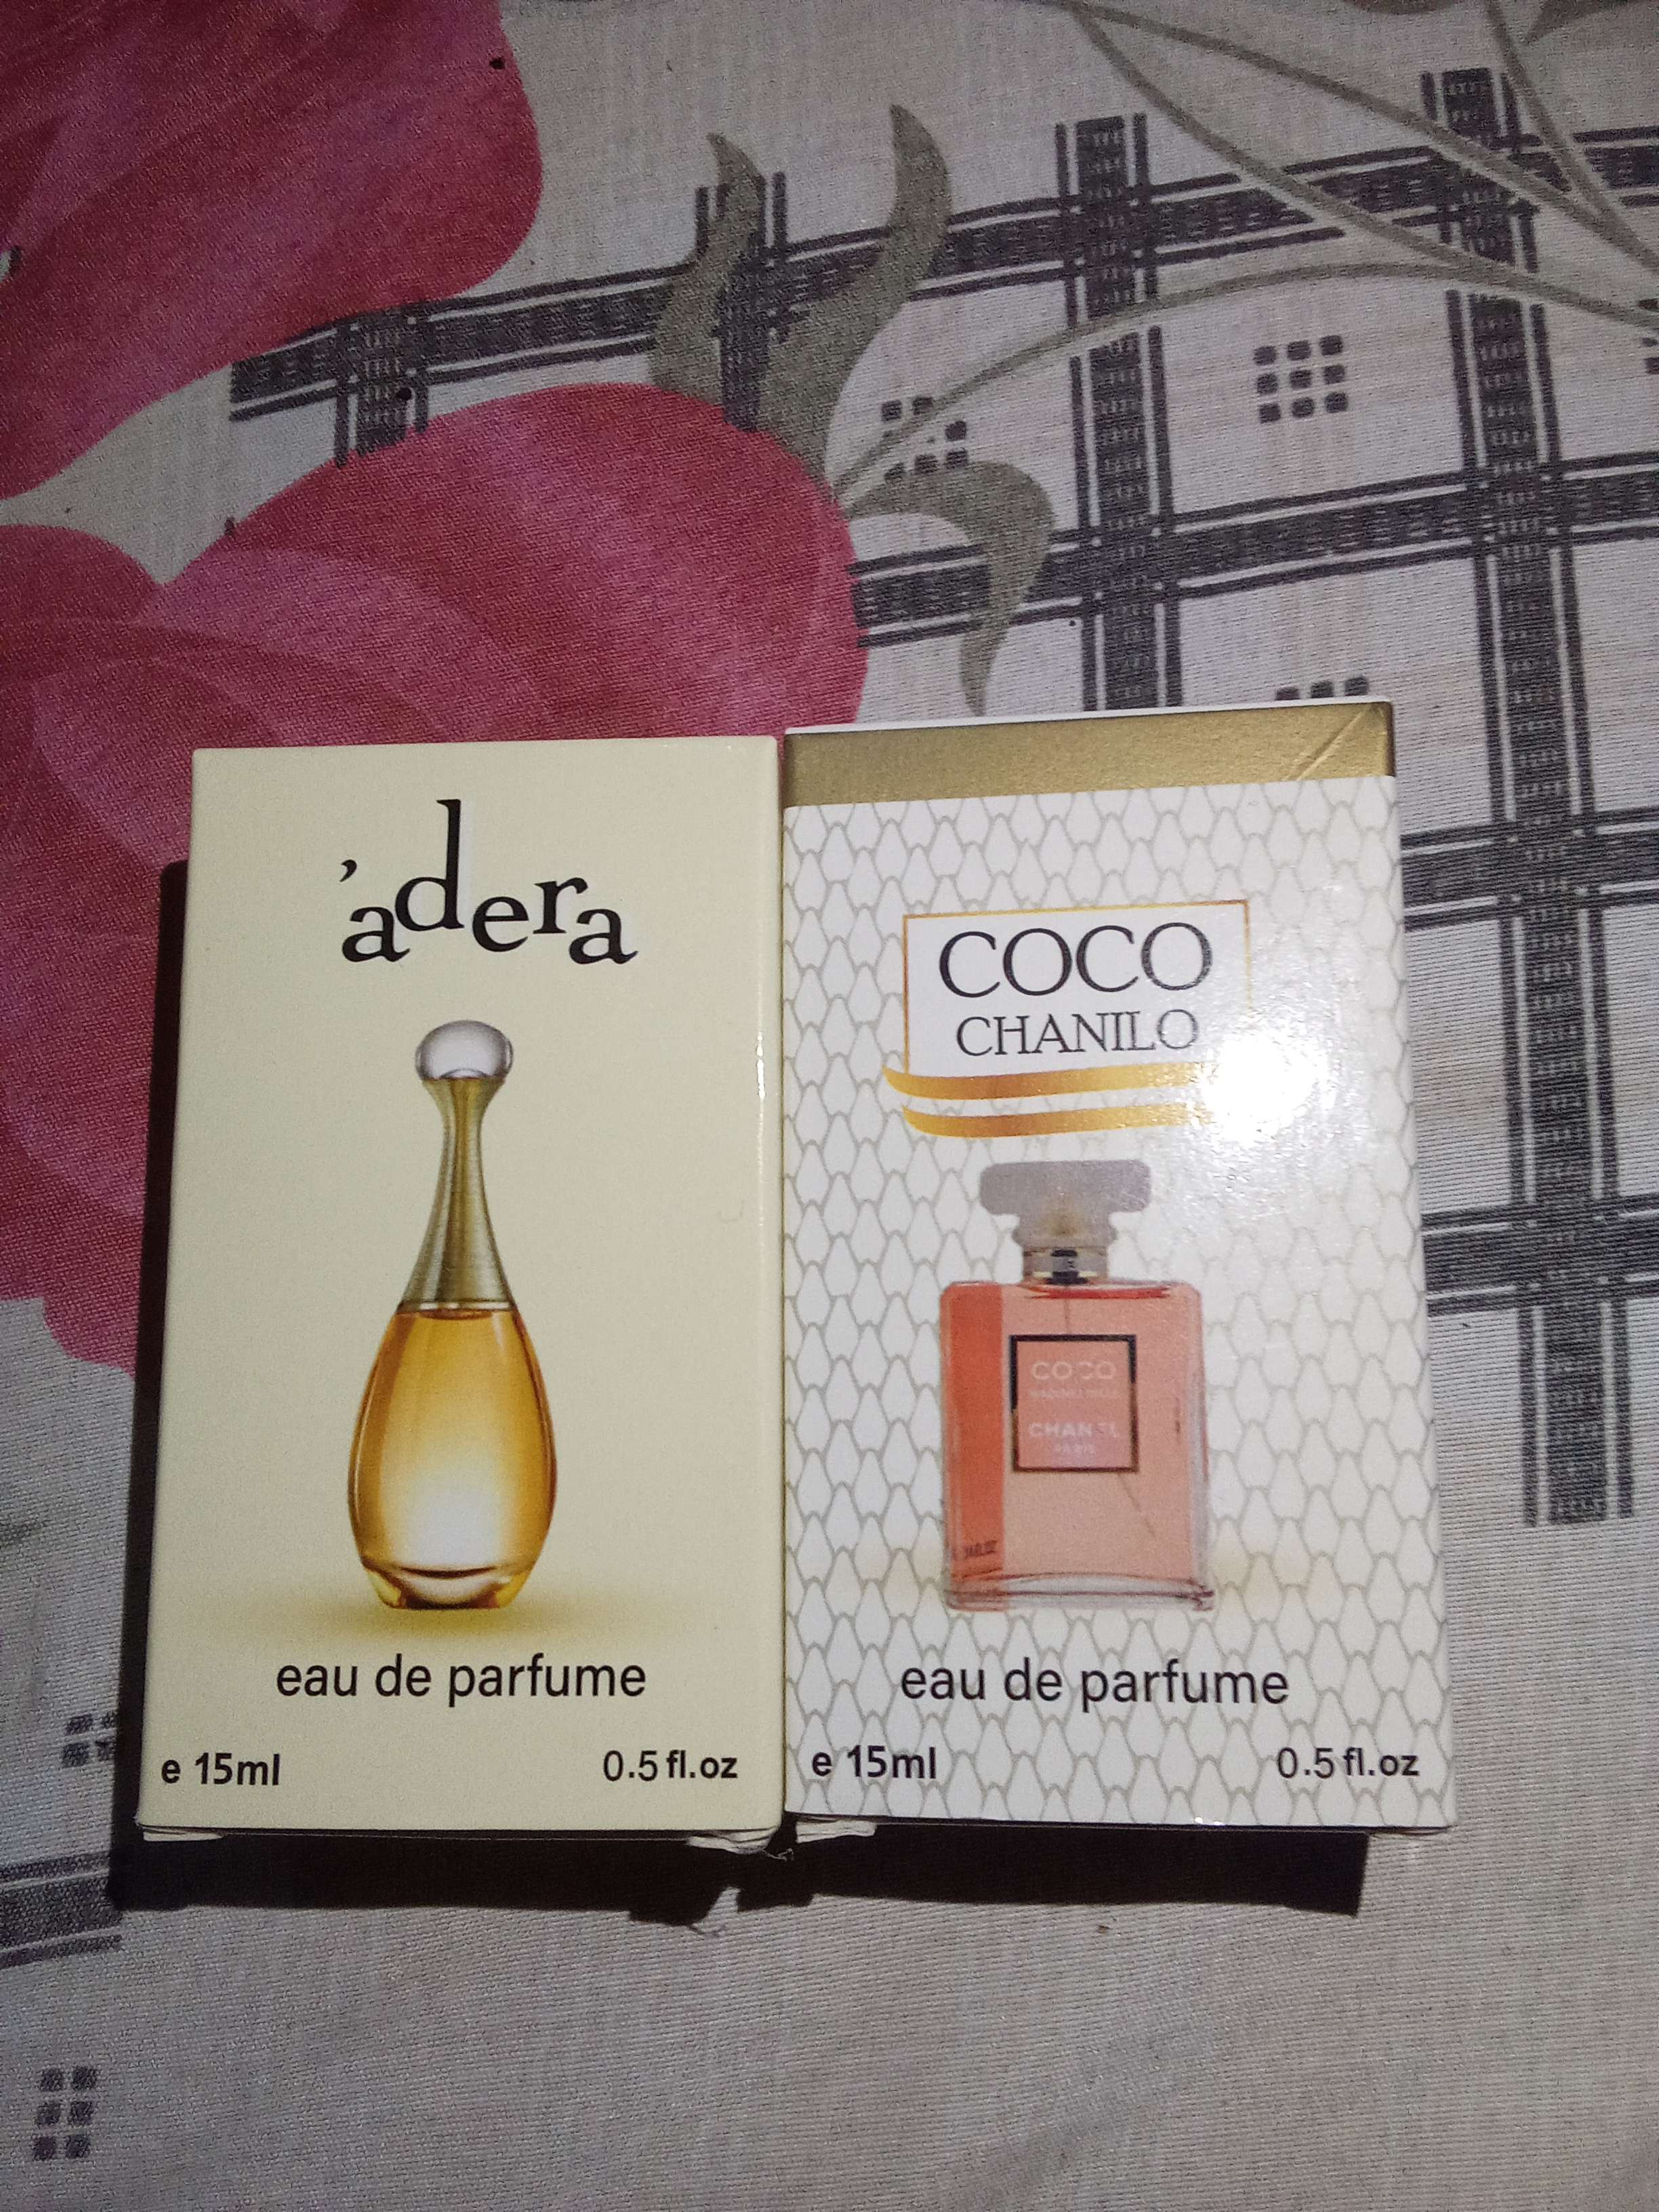 'adera
eau de parfume
e 15ml 0.5 fl.oz
COCO
CHANILO
COCO
CHANEL
PARIS
eau de parfume
e 15ml 0.5 fl.oz